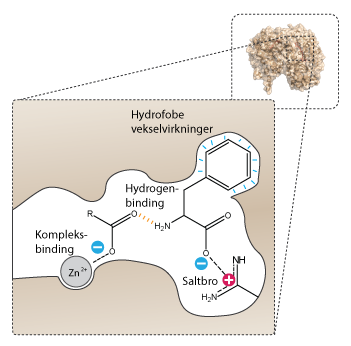 Hydrofobe
vekselvirkninger
Hydrogen-
binding
R
O
H₂N
O
Kompleks-
binding
−
O
O
−
NH
Zn²⁺
Saltbro
+
H₂N